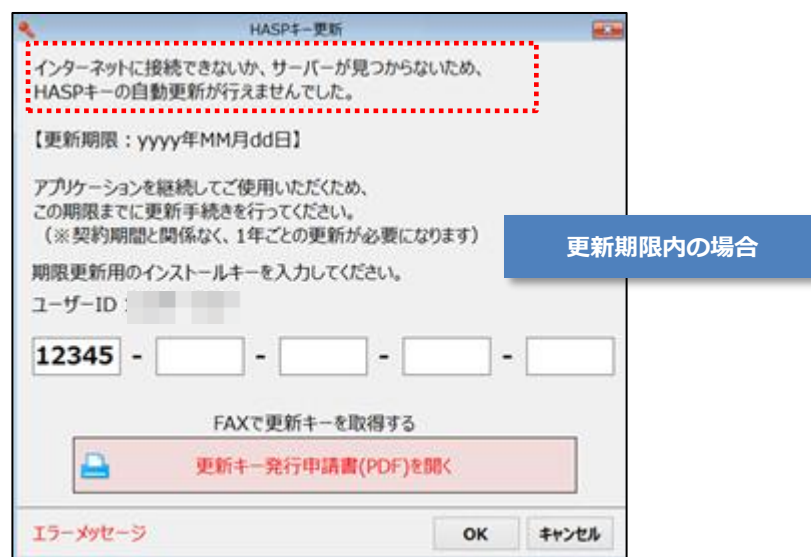 HASPキー更新
インターネットに接続できないか、サーバーが見つからないため、
HASPキーの自動更新が行えませんでした。
【更新期限：yyyy年MM月dd日】
アプリケーションを継続してご使用いただくため、
この期限までに更新手続きを行ってください。
（※契約期間と関係なく、1年ごとの更新が必要になります）
更新期限内の場合
期限更新用のインストールキーを入力してください。
ユーザーID：
12345 - - - -
FAXで更新キーを取得する
更新キー発行申請書(PDF)を開く
エラーメッセージ OK キャンセル